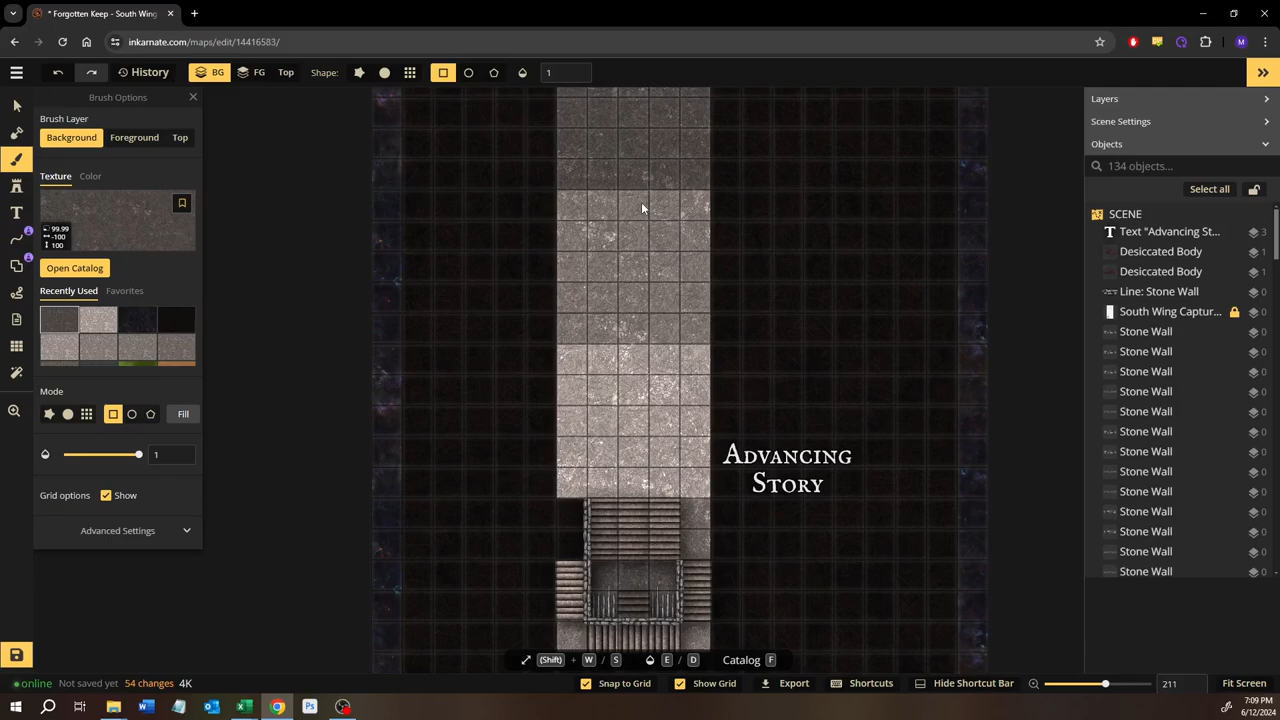 * Forgotten Keep - South Wing
inkarnate.com/maps/edit/14416583/
M
History
BG
FG
Top
Shape:
1
Brush Options
Brush Layer
Background
Foreground
Top
Texture
Color
99.99
-100
100
Open Catalog
Recently Used
Favorites
Mode
Fill
1
Grid options
Show
Advanced Settings
Advancing
Story
Layers
Scene Settings
Objects
134 objects...
Select all
SCENE
Text "Advancing St... 3
Desiccated Body 1
Desiccated Body 1
Line: Stone Wall 0
South Wing Captur... 0
Stone Wall 0
Stone Wall 0
Stone Wall 0
Stone Wall 0
Stone Wall 0
Stone Wall 0
Stone Wall 0
Stone Wall 0
Stone Wall 0
Stone Wall 0
Stone Wall 0
Stone Wall 0
Stone Wall 0
(Shift) + W / S E / D Catalog F
online Not saved yet 54 changes 4K
Snap to Grid Show Grid Export Shortcuts Hide Shortcut Bar 211 Fit Screen
7:09 PM
6/12/2024